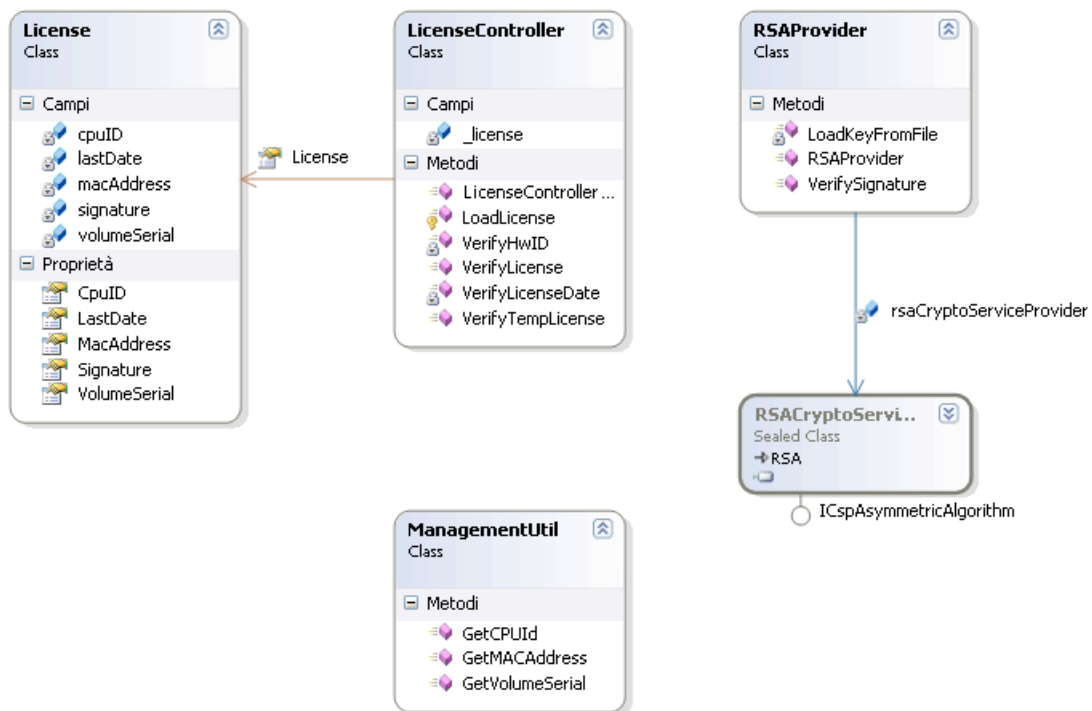 License
Class
Campi
cpuID
lastDate
macAddress
signature
volumeSerial
Proprietà
CpuID
LastDate
MacAddress
Signature
VolumeSerial
License
LicenseController
Class
Campi
_license
Metodi
LicenseController ...
LoadLicense
VerifyHwID
VerifyLicense
VerifyLicenseDate
VerifyTempLicense
RSAProvider
Class
Metodi
LoadKeyFromFile
RSAProvider
VerifySignature
rsaCryptoServiceProvider
RSACryptoServi...
Sealed Class
RSA
ICspAsymmetricAlgorithm
ManagementUtil
Class
Metodi
GetCPUId
GetMACAddress
GetVolumeSerial